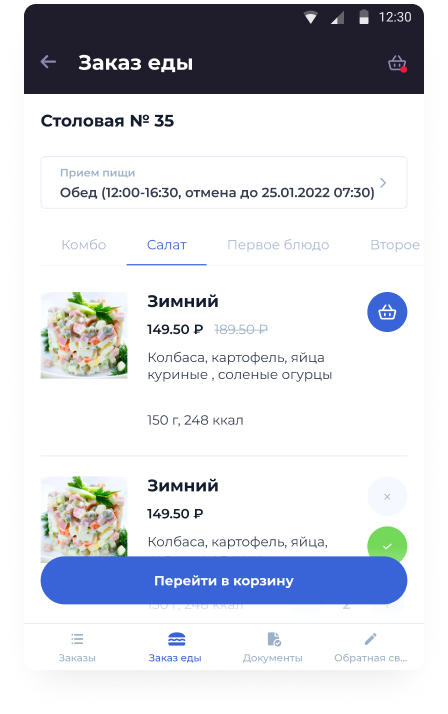 12:30
Заказ еды
Столовая № 35
Прием пищи
Обед (12:00-16:30, отмена до 25.01.2022 07:30)
Комбо Салат Первое блюдо Второе
Зимний
149.50 ₽ 189.50 ₽
Колбаса, картофель, яйца
куриные , соленые огурцы
150 г, 248 ккал
Зимний
149.50 ₽
Колбаса, картофель, яйца,
Перейти в корзину
150 г, 248 ккал
Заказы Заказ еды Документы Обратная св...